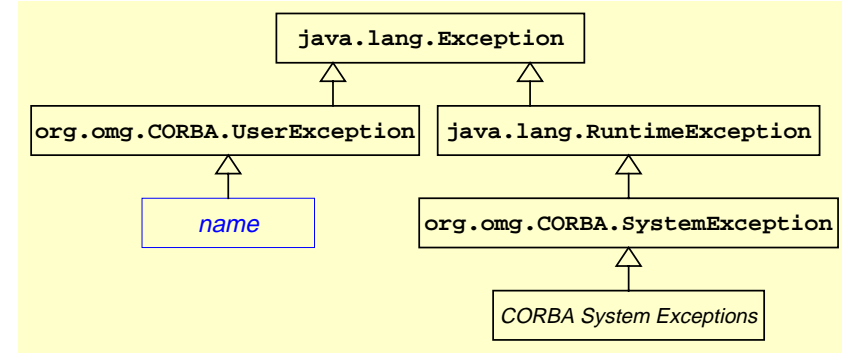 java.lang.Exception
org.omg.CORBA.UserException
java.lang.RuntimeException
name
org.omg.CORBA.SystemException
CORBA System Exceptions